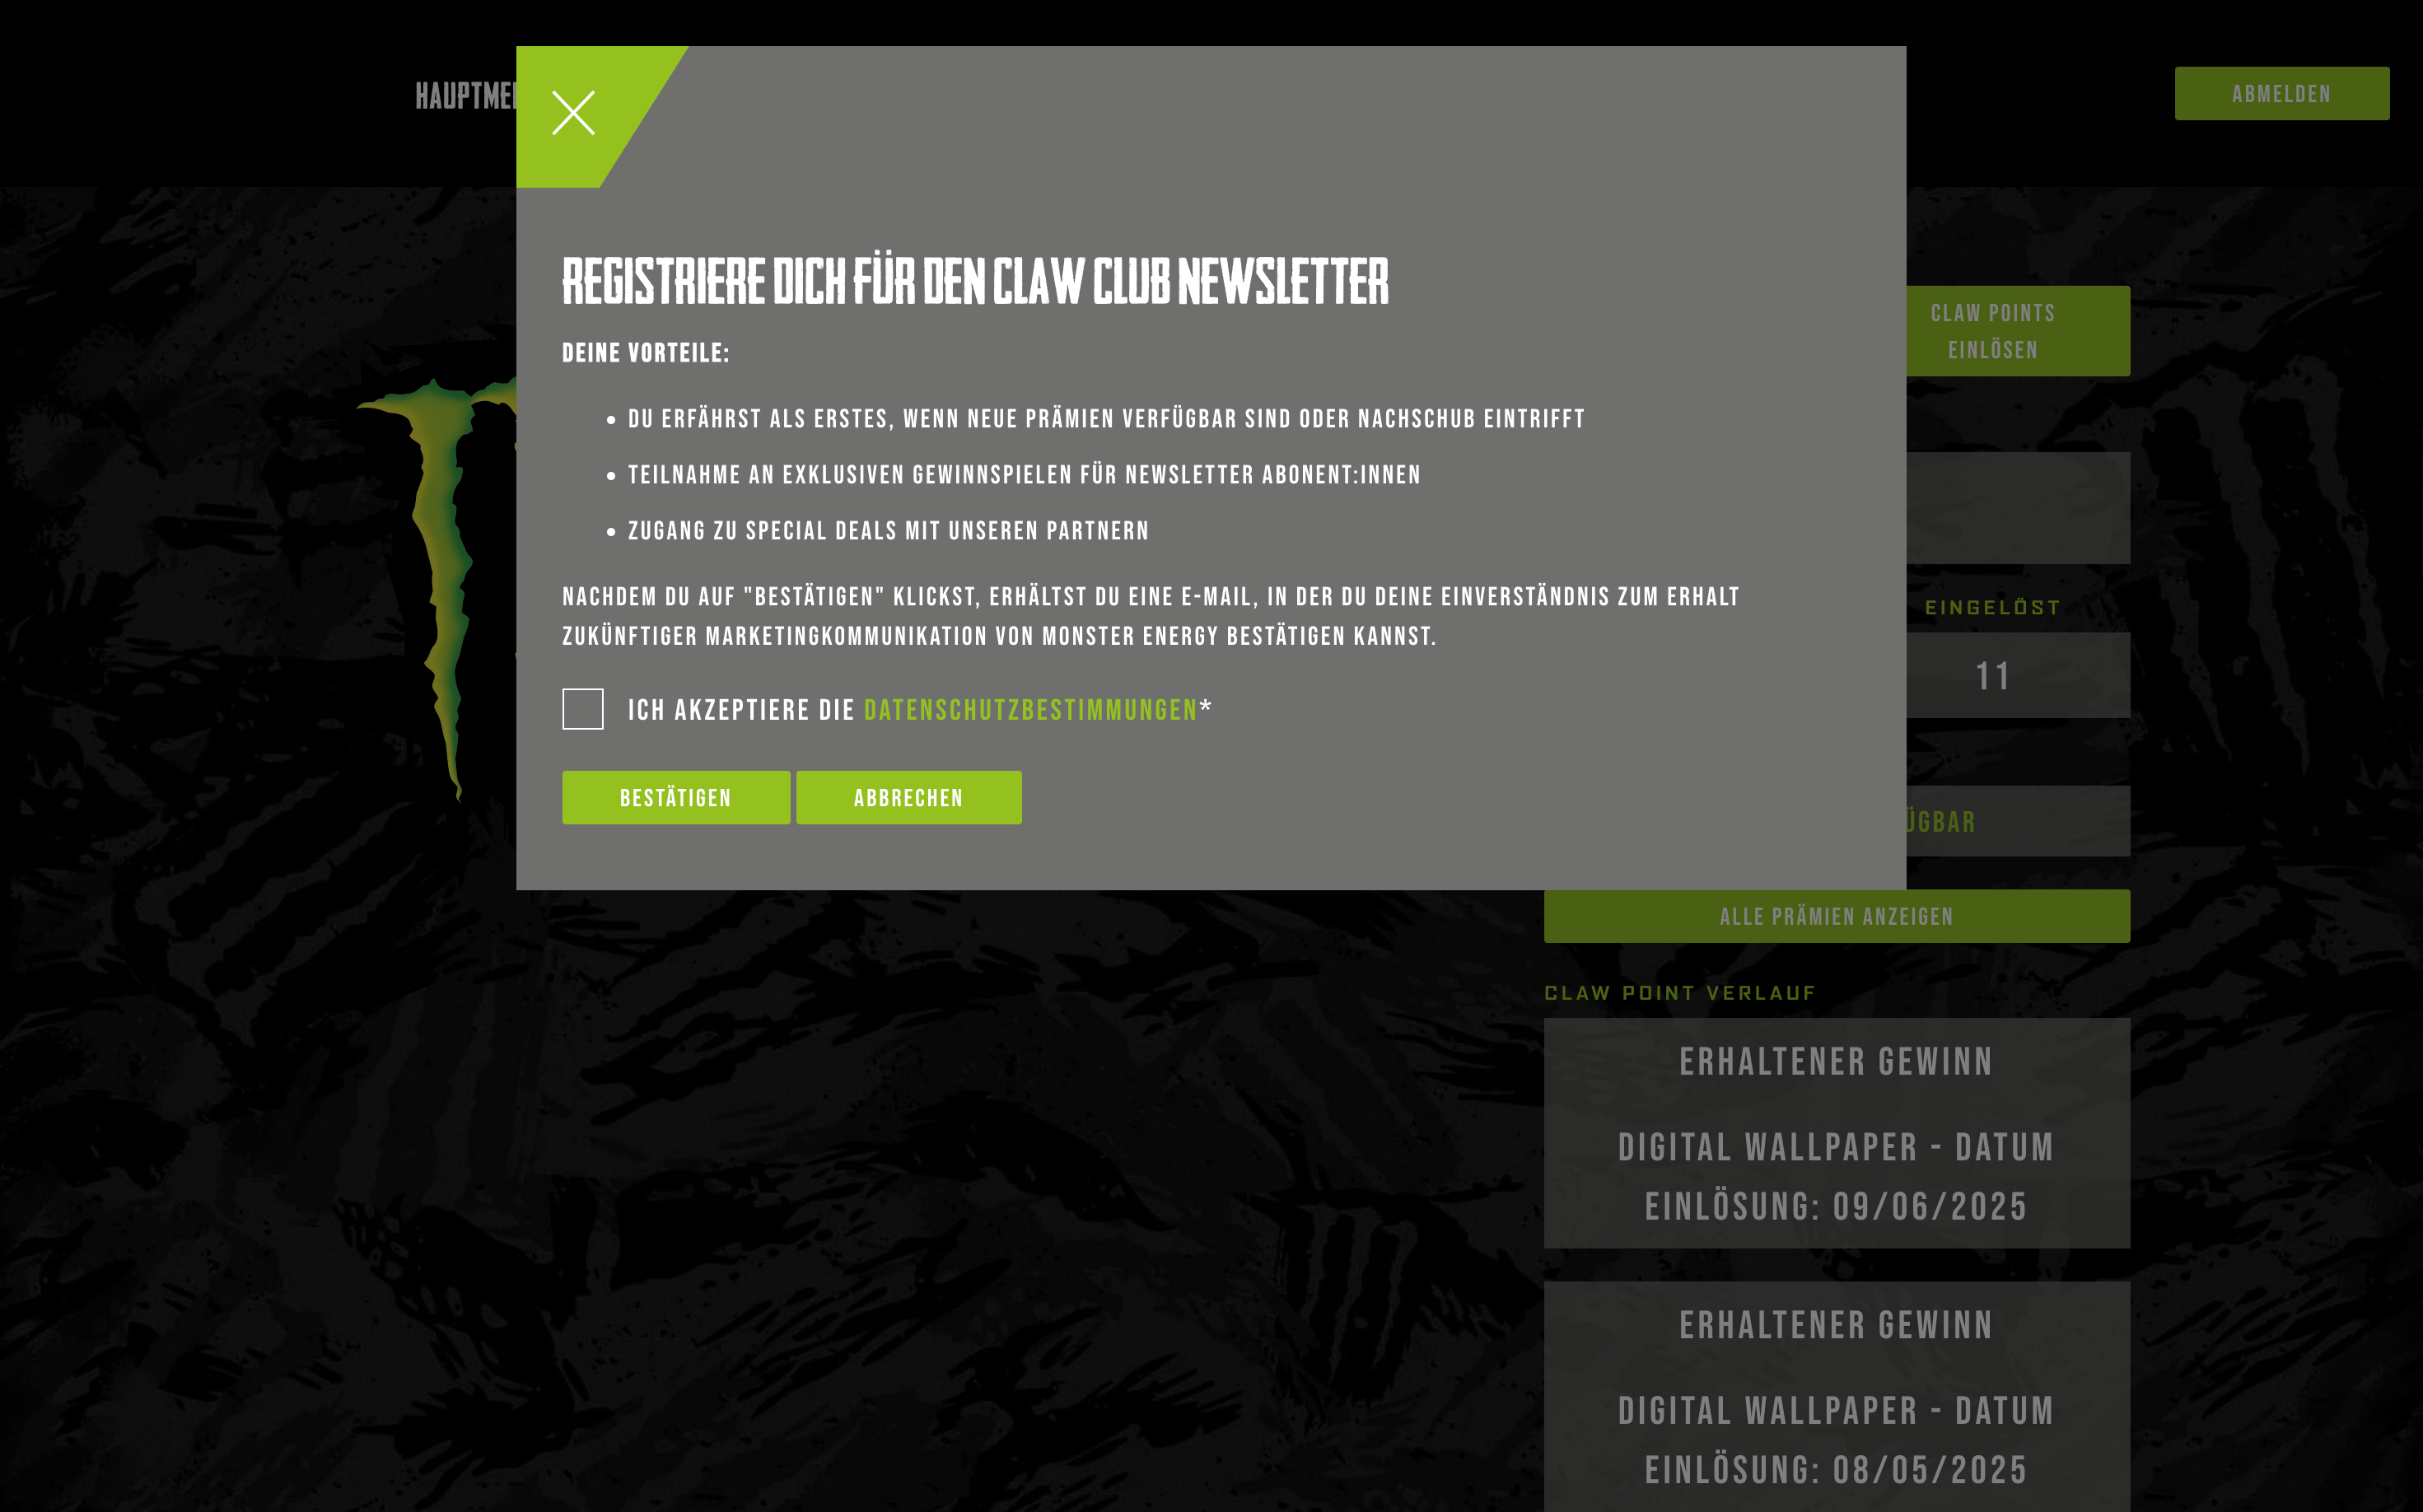 ABMELDEN
REGISTRIERE DICH FÜR DEN CLAW CLUB NEWSLETTER
DEINE VORTEILE:
DU ERFÄHRST ALS ERSTES, WENN NEUE PRÄMIEN VERFÜGBAR SIND ODER NACHSCHUB EINTRIFFT
TEILNAHME AN EXKLUSIVEN GEWINNSPIELEN FÜR NEWSLETTER ABONENT:INNEN
ZUGANG ZU SPECIAL DEALS MIT UNSEREN PARTNERN
NACHDEM DU AUF "BESTÄTIGEN" KLICKST, ERHÄLTST DU EINE E-MAIL, IN DER DU DEINE EINVERSTÄNDNIS ZUM ERHALT
ZUKÜNFTIGER MARKETINGKOMMUNIKATION VON MONSTER ENERGY BESTÄTIGEN KANNST.
ICH AKZEPTIERE DIE DATENSCHUTZBESTIMMUNGEN*
BESTÄTIGEN
ABBRECHEN
CLAW POINTS
EINLÖSEN
EINGELÖST
11
ALLE PRÄMIEN ANZEIGEN
CLAW POINT VERLAUF
ERHALTENER GEWINN
DIGITAL WALLPAPER - DATUM
EINLÖSUNG: 09/06/2025
ERHALTENER GEWINN
DIGITAL WALLPAPER - DATUM
EINLÖSUNG: 08/05/2025